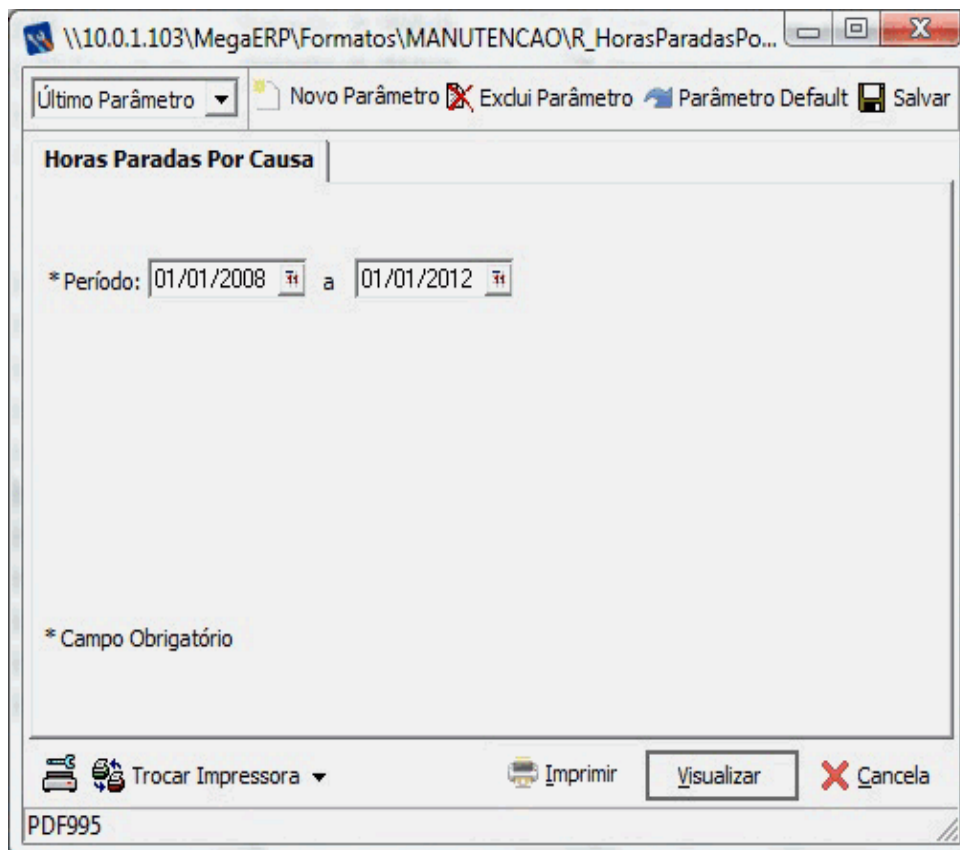 \\10.0.1.103\MegaERP\Formatos\MANUTENCAO\R_HorasParadasPo...
Último Parâmetro Novo Parâmetro Exclui Parâmetro Parâmetro Default Salvar
Horas Paradas Por Causa
* Período: 01/01/2008 a 01/01/2012
* Campo Obrigatório
Trocar Impressora Imprimir Visualizar Cancela
PDF995